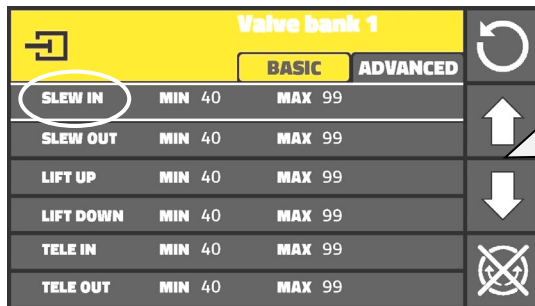 Valve bank 1
BASIC ADVANCED
SLEW IN MIN 40 MAX 99
SLEW OUT MIN 40 MAX 99
LIFT UP MIN 40 MAX 99
LIFT DOWN MIN 40 MAX 99
TELE IN MIN 40 MAX 99
TELE OUT MIN 40 MAX 99